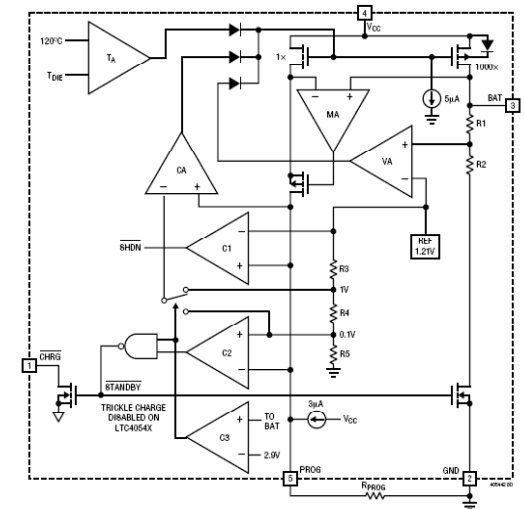 4
VCC
120°C
TA
TDIE
1×
1000×
5µA
BAT
3
MA
R1
CA
VA
R2
+
–
REF
1.21V
SHDN
C1
R3
1V
R4
0.1V
R5
C2
1
CHRG
STANDBY
TRICKLE CHARGE
DISABLED ON
LTC4054X
C3
TO
BAT
2.9V
3µA
VCC
5
PROG
GND
2
RPROG